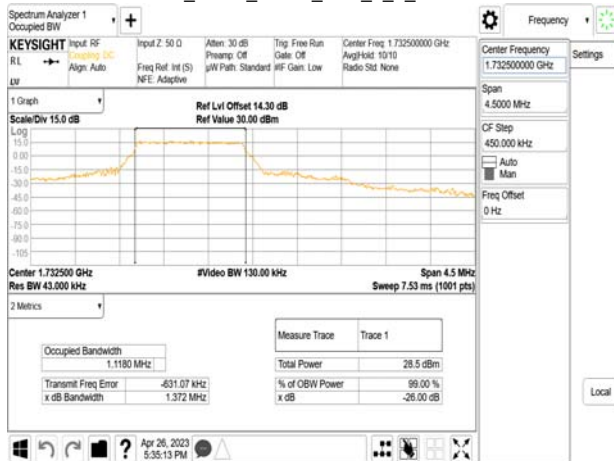 Spectrum Analyzer 1
Occupied BW
Frequency
KEYSIGHT
Input: RF
Coupling: DC
Align: Auto
Input Z: 50 Ω
Freq Ref: Int (S)
NFE: Adaptive
Atten: 30 dB
Preamp: Off
µW Path: Standard
Trig: Free Run
Gate: Off
#IF Gain: Low
Center Freq: 1.732500000 GHz
Avg|Hold: 10/10
Radio Std: None
RL
LW
Center Frequency
1.732500000 GHz
Settings
Span
4.5000 MHz
CF Step
450.000 kHz
Auto
Man
Freq Offset
0 Hz
Local
1 Graph
Scale/Div 15.0 dB
Ref Lvl Offset 14.30 dB
Ref Value 30.00 dBm
Log
15.0
0.00
-15.0
-30.0
-45.0
-60.0
-75.0
-90.0
-105
Center 1.732500 GHz
#Video BW 130.00 kHz
Span 4.5 MHz
Res BW 43.000 kHz
Sweep 7.53 ms (1001 pts)
2 Metrics
Measure Trace
Trace 1
Occupied Bandwidth
1.1180 MHz
Total Power
28.5 dBm
Transmit Freq Error
-631.07 kHz
% of OBW Power
99.00 %
x dB Bandwidth
1.372 MHz
x dB
-26.00 dB
Apr 26, 2023
5:35:13 PM